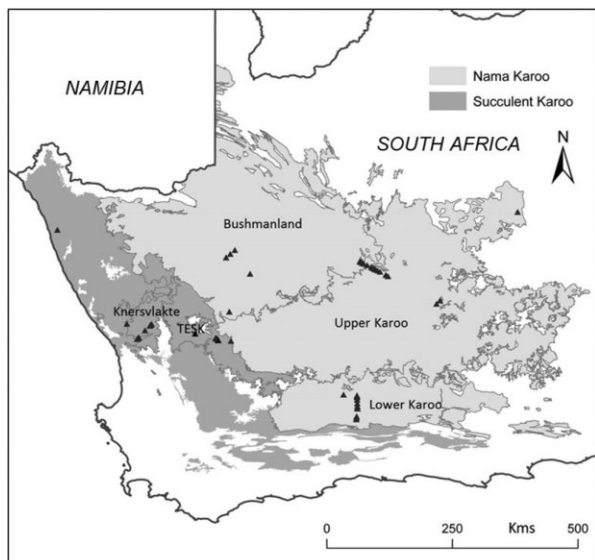 NAMIBIA
Nama Karoo
Succulent Karoo
SOUTH AFRICA
N
Bushmanland
Knersvlakte
TESK
Upper Karoo
Lower Karoo
0 250 Kms 500